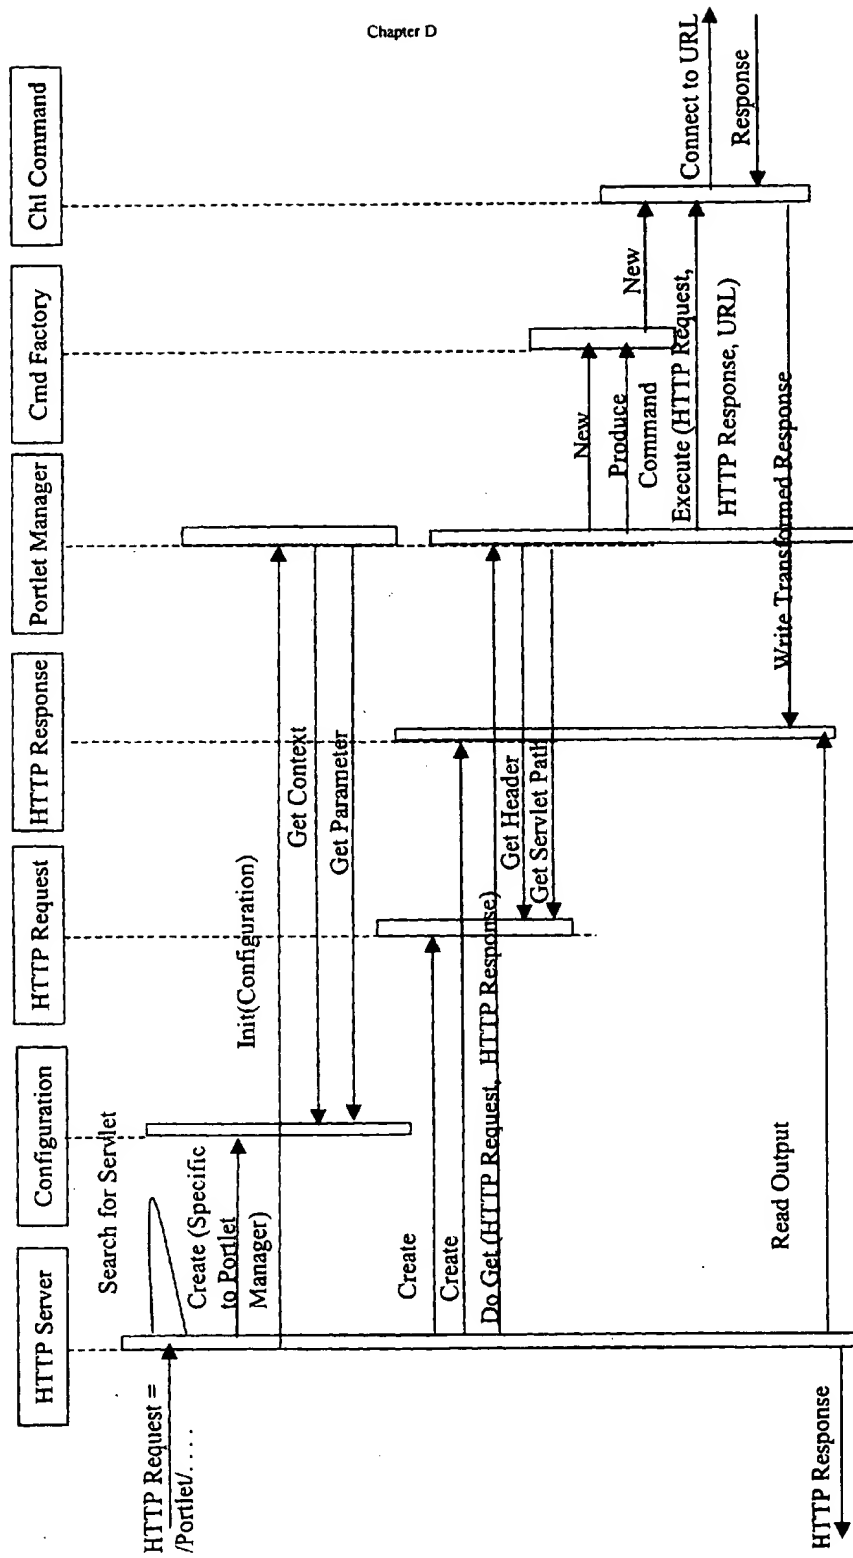 Chapter D
HTTP Server
Configuration
HTTP Request
HTTP Response
Portlet Manager
Cmd Factory
Chl Command
HTTP Request =
/Portlet/. . . .
Search for Servlet
Create (Specific
to Portlet
Manager)
Init(Configuration)
Get Context
Get Parameter
Create
Create
Do Get (HTTP Request, HTTP Response)
Get Header
Get Servlet Path
New
Produce
Command
New
Execute (HTTP Request,
HTTP Response, URL)
Connect to URL
Response
Write Transformed Response
Read Output
HTTP Response